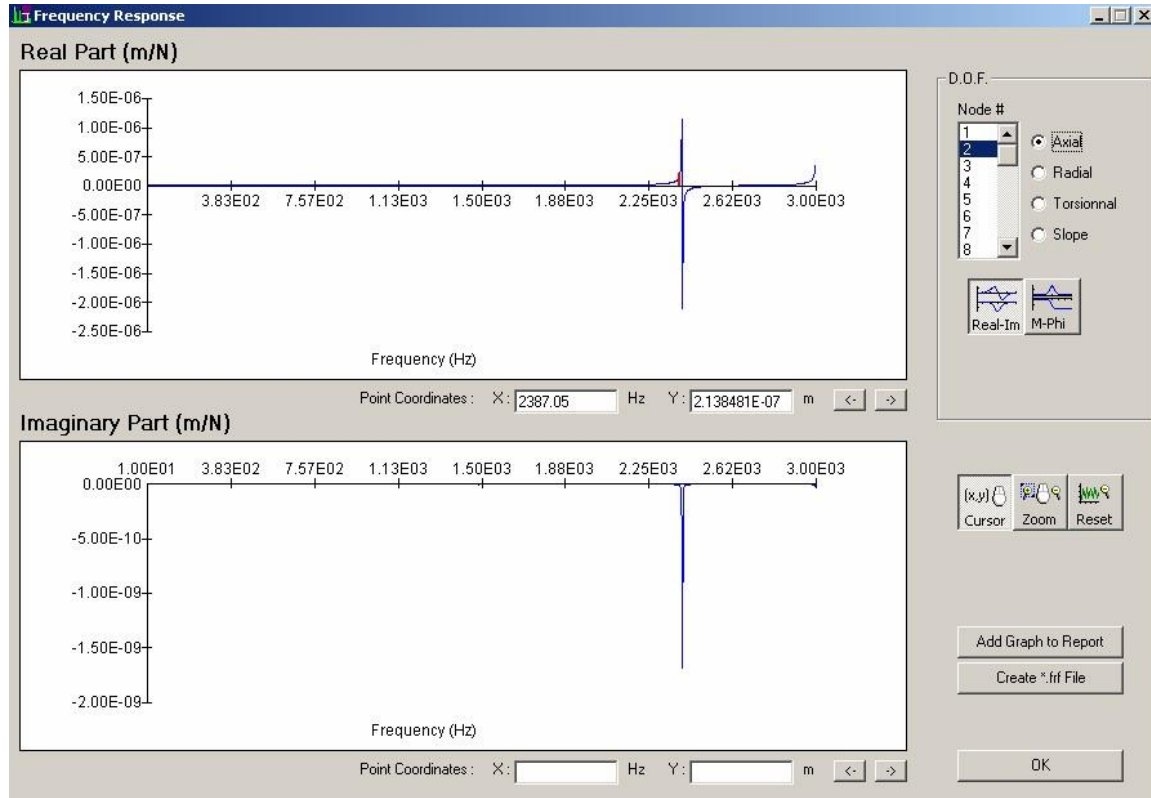 Frequency Response
Real Part (m/N)
1.50E-06
1.00E-06
5.00E-07
0.00E00
-5.00E-07
-1.00E-06
-1.50E-06
-2.00E-06
-2.50E-06
3.83E02 7.57E02 1.13E03 1.50E03 1.88E03 2.25E03 2.62E03 3.00E03
Frequency (Hz)
Point Coordinates : X : 2387.05 Hz Y : 2.138481E-07 m <- ->
Imaginary Part (m/N)
1.00E01 3.83E02 7.57E02 1.13E03 1.50E03 1.88E03 2.25E03 2.62E03 3.00E03
0.00E00
-5.00E-10
-1.00E-09
-1.50E-09
-2.00E-09
Frequency (Hz)
Point Coordinates : X : Hz Y : m <- ->
D.O.F.
Node #
1
2
3
4
5
6
7
8
Axial
Radial
Torsionnal
Slope
Real-Im M-Phi
(x,y)
Cursor Zoom Reset
Add Graph to Report
Create *.frf File
OK